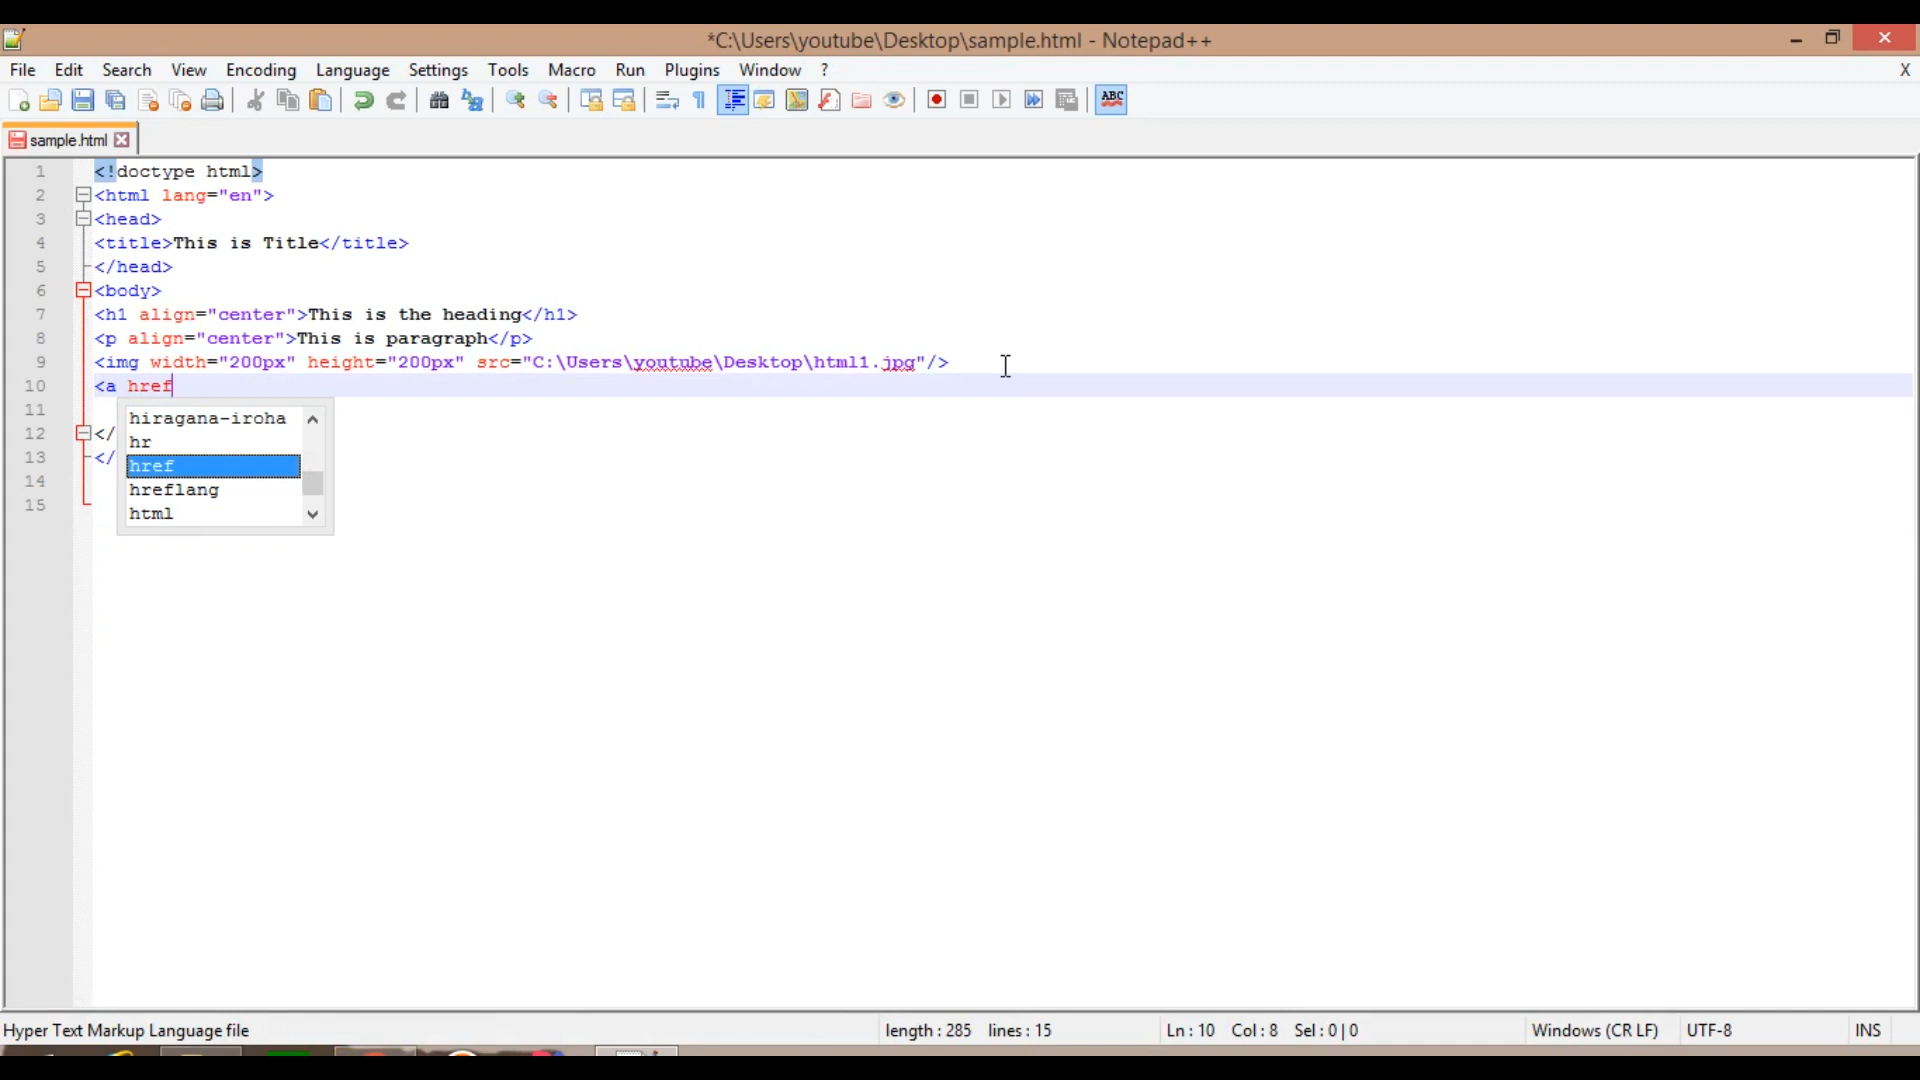 *C:\Users\youtube\Desktop\sample.html - Notepad++
File Edit Search View Encoding Language Settings Tools Macro Run Plugins Window ? X
ABC
sample.html
1 <!doctype html>
2 <html lang="en">
3 <head>
4 <title>This is Title</title>
5 </head>
6 <body>
7 <h1 align="center">This is the heading</h1>
8 <p align="center">This is paragraph</p>
9 <img width="200px" height="200px" src="C:\Users\youtube\Desktop\html1.jpg"/>
10 <a href
11
12 </
13 </
14
15
hiragana-iroha
hr
href
hreflang
html
Hyper Text Markup Language file length : 285 lines : 15 Ln : 10 Col : 8 Sel : 0 | 0 Windows (CR LF) UTF-8 INS